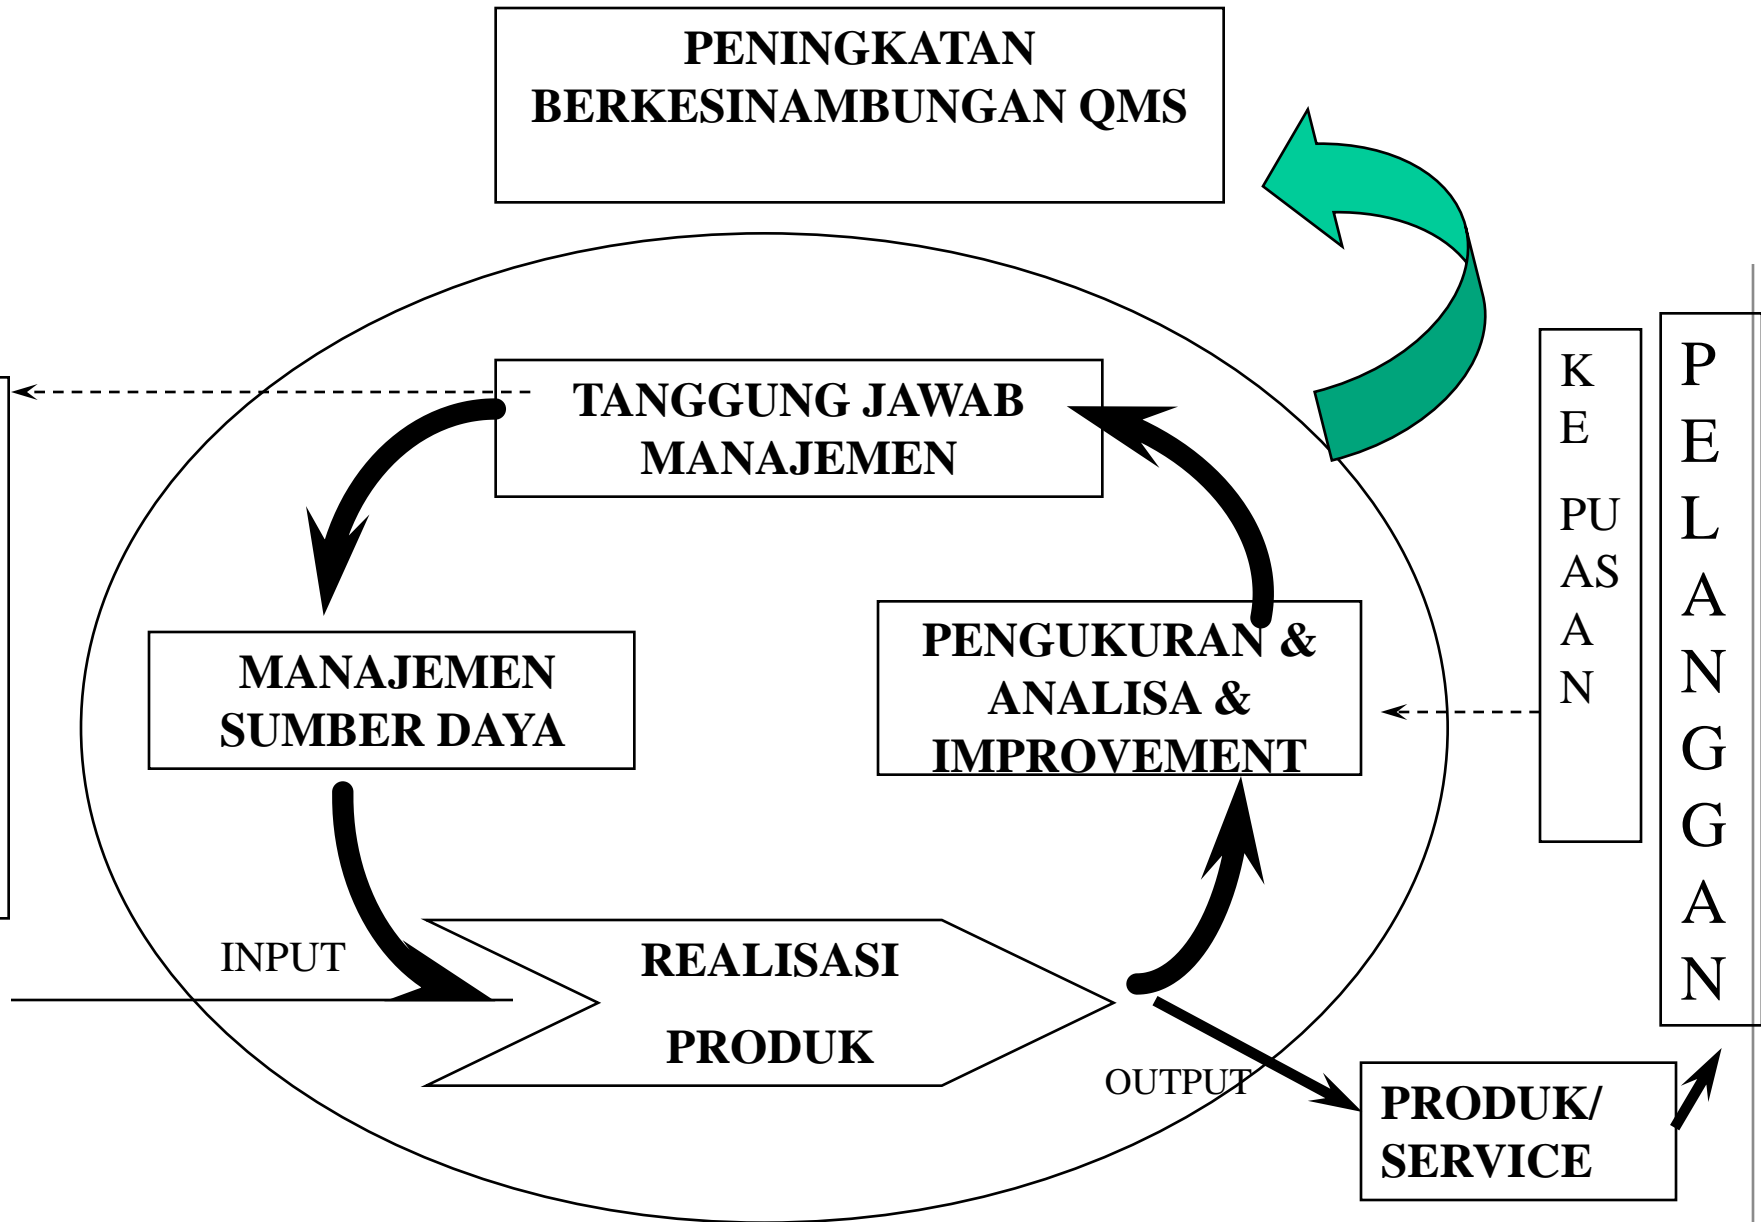 PENINGKATAN
BERKESINAMBUNGAN QMS
TANGGUNG JAWAB
MANAJEMEN
MANAJEMEN
SUMBER DAYA
PENGUKURAN &
ANALISA &
IMPROVEMENT
INPUT
REALISASI
PRODUK
OUTPUT
PRODUK/
SERVICE
K
E
PU
AS
A
N
P
E
L
A
N
G
G
A
N